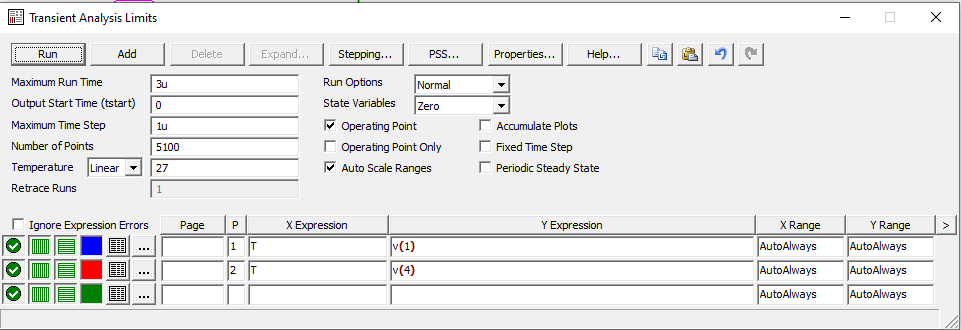 Transient Analysis Limits
Run Add Delete Expand... Stepping... PSS... Properties... Help...
Maximum Run Time 3u Run Options Normal
Output Start Time (tstart) 0 State Variables Zero
Maximum Time Step 1u Operating Point Accumulate Plots
Number of Points 5100 Operating Point Only Fixed Time Step
Temperature Linear 27 Auto Scale Ranges Periodic Steady State
Retrace Runs 1
Ignore Expression Errors Page P X Expression Y Expression X Range Y Range >
... 1 T v(1) AutoAlways AutoAlways
... 2 T v(4) AutoAlways AutoAlways
... AutoAlways AutoAlways